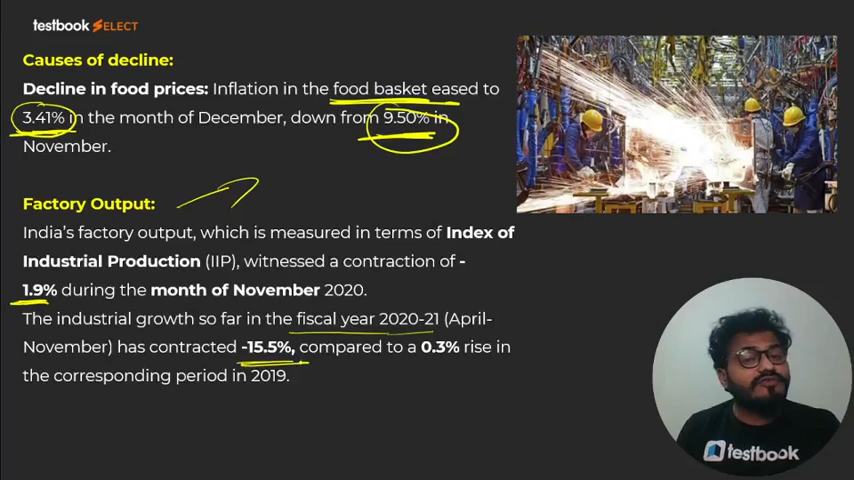 testbook SELECT
Causes of decline:
Decline in food prices: Inflation in the food basket eased to
3.41% in the month of December, down from 9.50% in
November.
Factory Output:
India's factory output, which is measured in terms of Index of
Industrial Production (IIP), witnessed a contraction of -
1.9% during the month of November 2020.
The industrial growth so far in the fiscal year 2020-21 (April-
November) has contracted -15.5%, compared to a 0.3% rise in
the corresponding period in 2019.
testbook